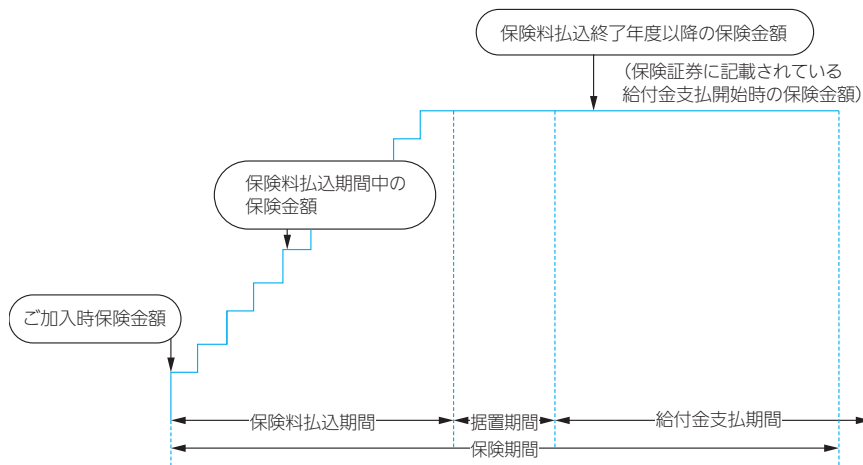 保険料払込終了年度以降の保険金額
（保険証券に記載されている
給付金支払開始時の保険金額）
保険料払込期間中の
保険金額
ご加入時保険金額
保険料払込期間
据置期間
給付金支払期間
保険期間